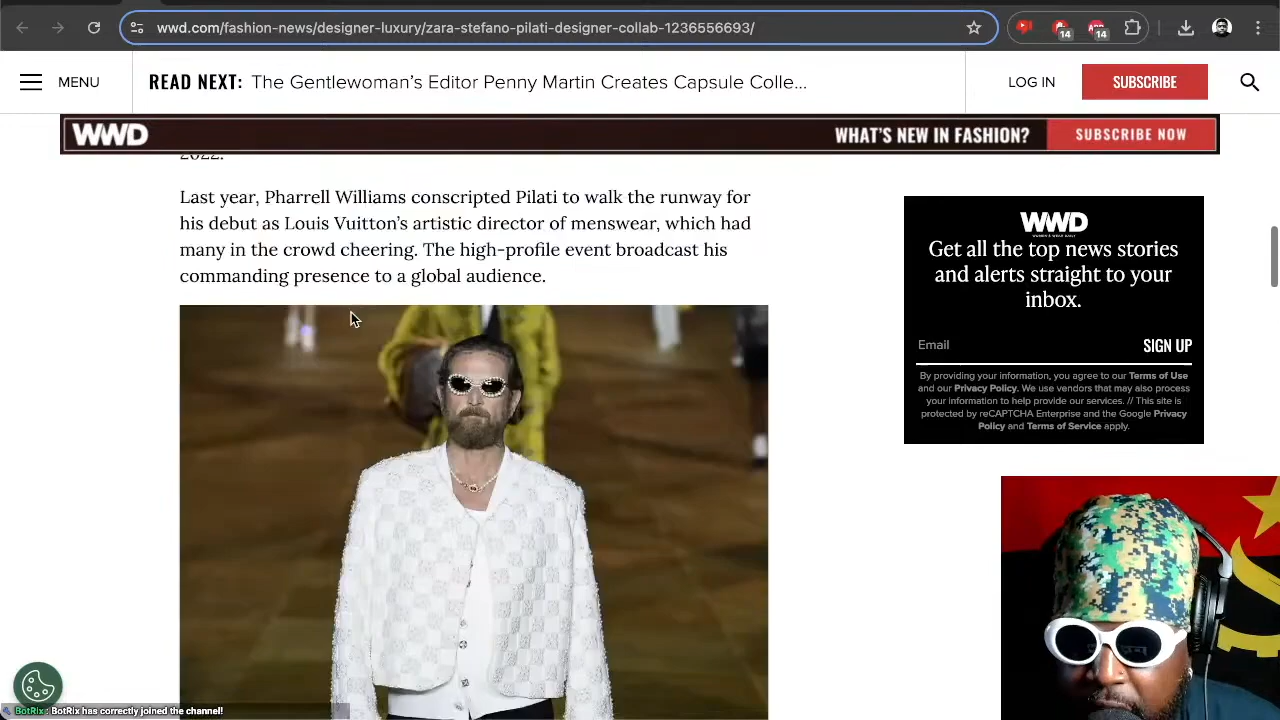 wwd.com/fashion-news/designer-luxury/zara-stefano-pilati-designer-collab-1236556693/
14
14
MENU
READ NEXT: The Gentlewoman's Editor Penny Martin Creates Capsule Colle...
LOG IN
SUBSCRIBE
WWD
WHAT'S NEW IN FASHION?
SUBSCRIBE NOW
2022.
Last year, Pharrell Williams conscripted Pilati to walk the runway for
his debut as Louis Vuitton's artistic director of menswear, which had
many in the crowd cheering. The high-profile event broadcast his
commanding presence to a global audience.
WWD
Get all the top news stories
and alerts straight to your
inbox.
Email
SIGN UP
By providing your information, you agree to our Terms of Use
and our Privacy Policy. We use vendors that may also process
your information to help provide our services. // This site is
protected by reCAPTCHA Enterprise and the Google Privacy
Policy and Terms of Service apply.
BotRix: BotRix has correctly joined the channel!